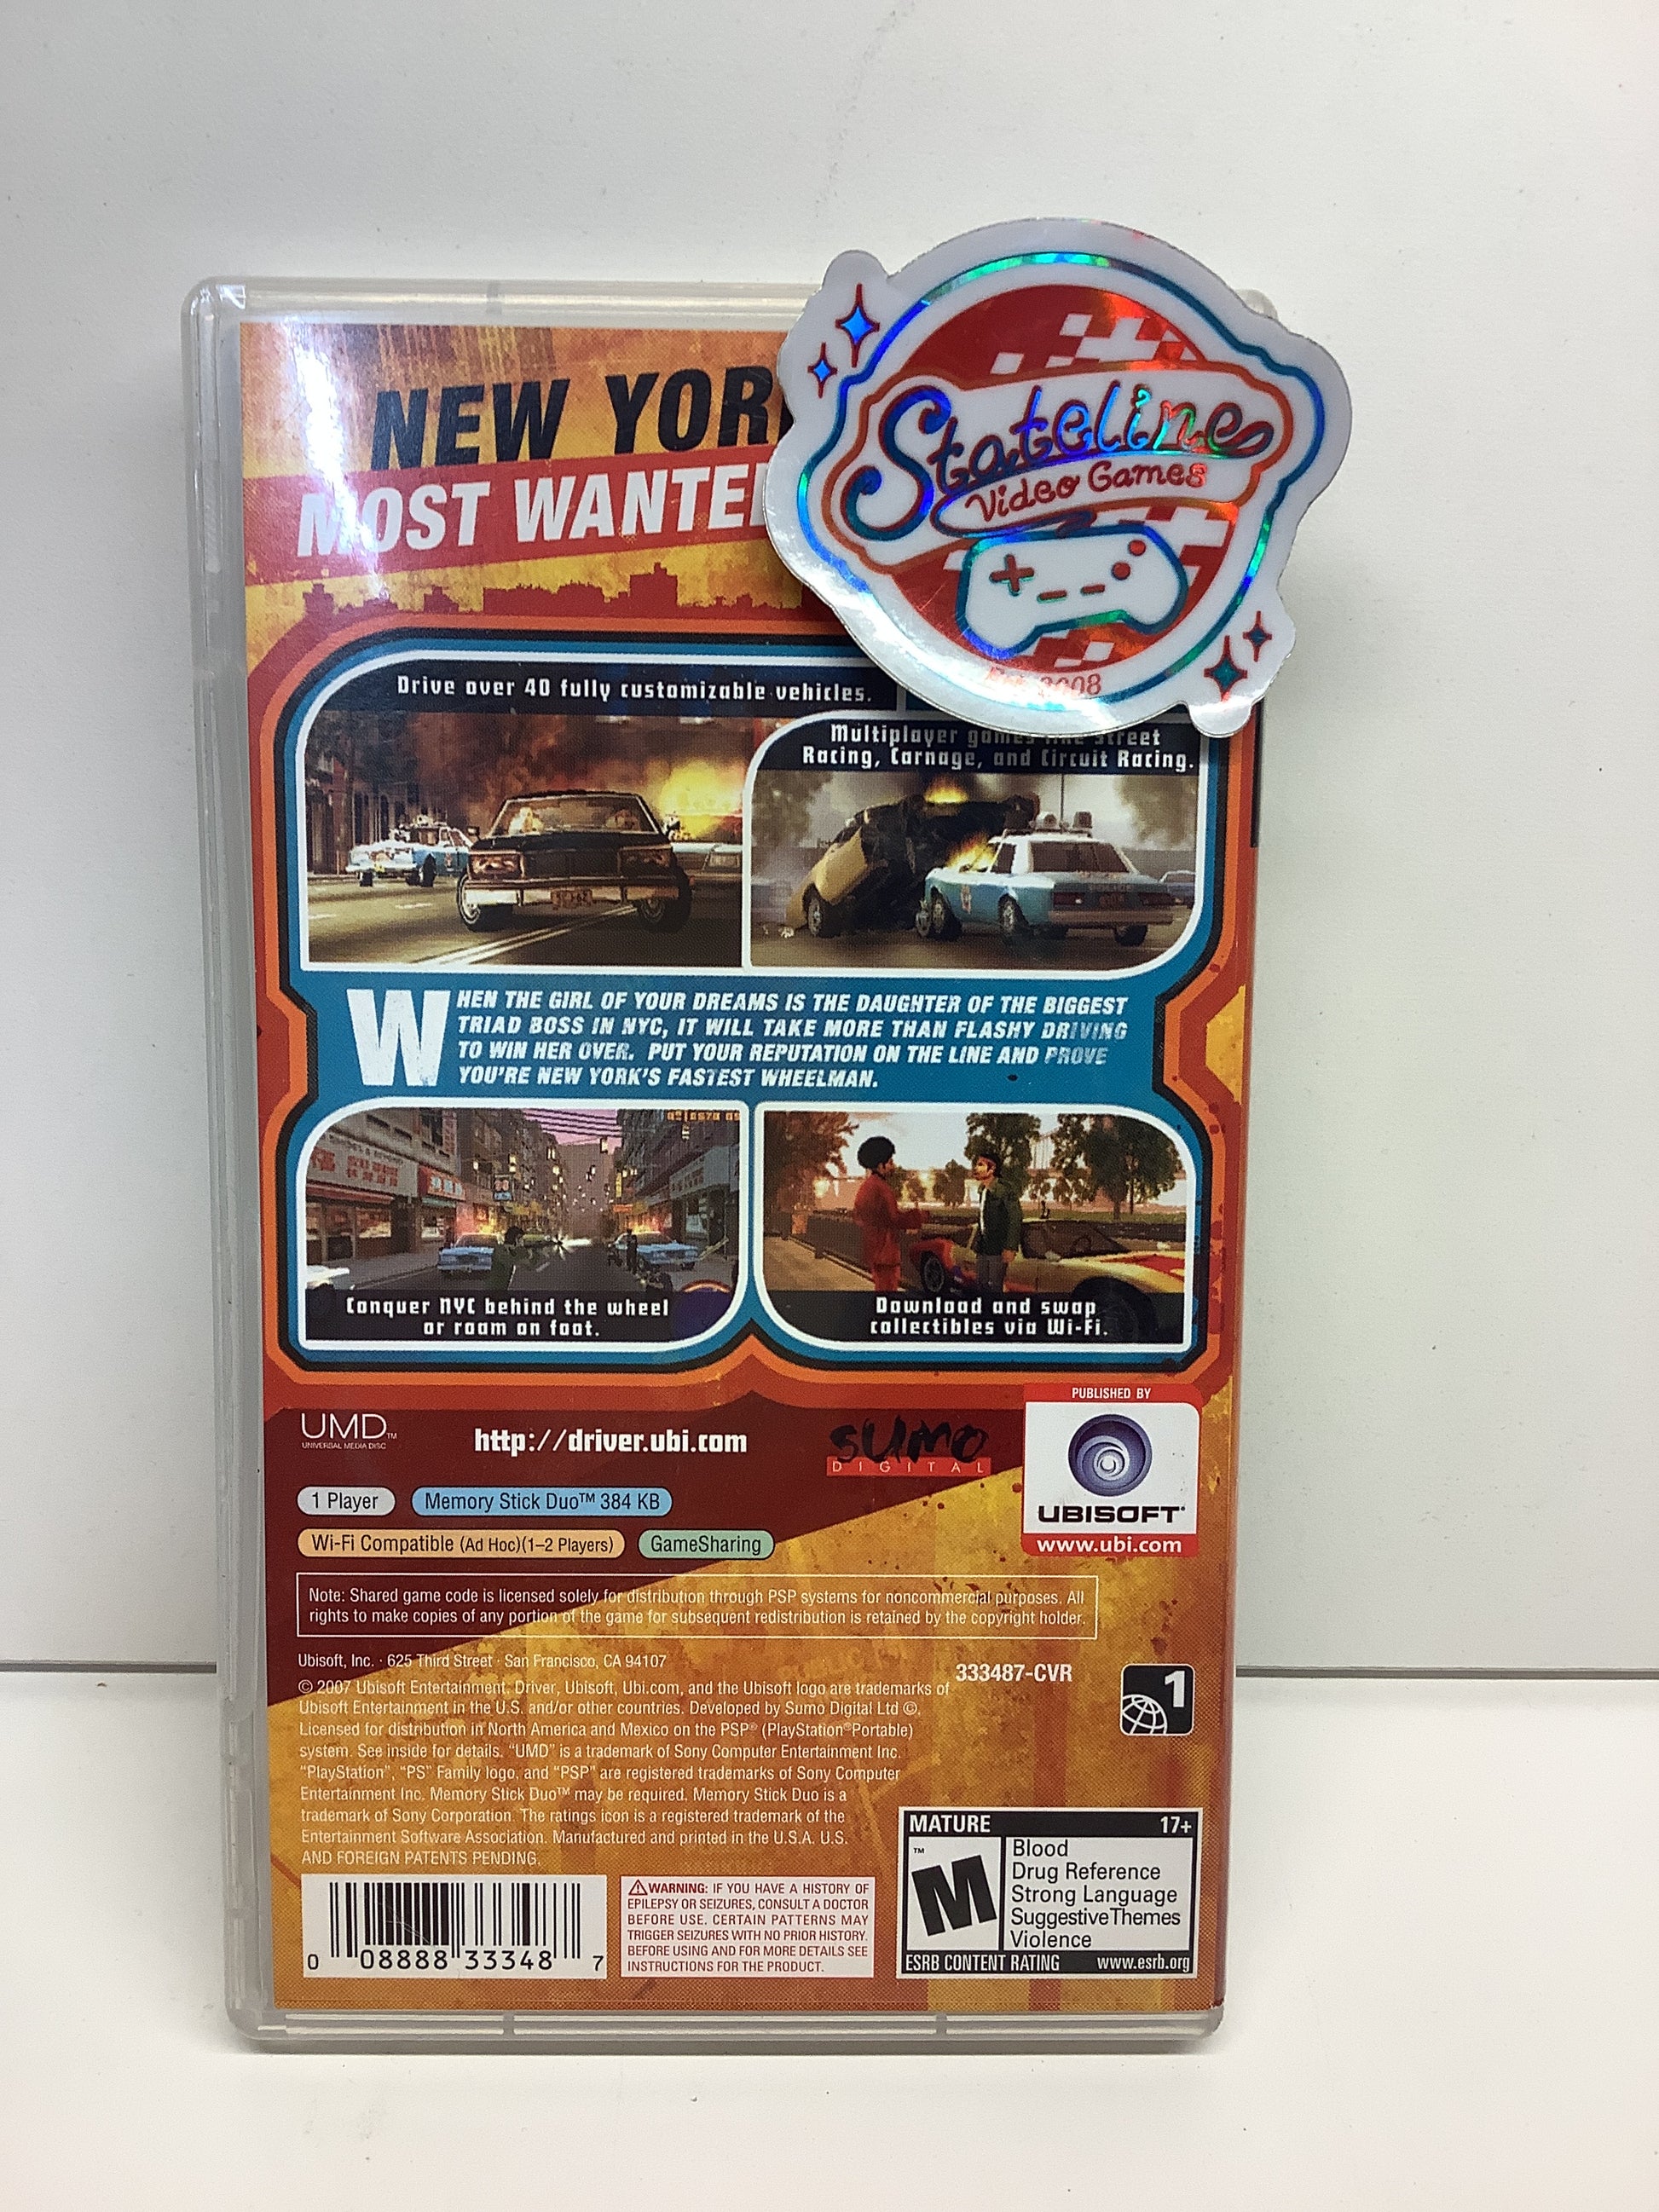 NEW YOR
MOST WANTE
Stateline
Video Games
2008
Drive over 40 fully customizable vehicles.
Multiplayer games like Street
Racing, Carnage, and Circuit Racing.
WHEN THE GIRL OF YOUR DREAMS IS THE DAUGHTER OF THE BIGGEST
TRIAD BOSS IN NYC, IT WILL TAKE MORE THAN FLASHY DRIVING
TO WIN HER OVER. PUT YOUR REPUTATION ON THE LINE AND PROVE
YOU'RE NEW YORK'S FASTEST WHEELMAN.
Conquer NYC behind the wheel
or roam on foot.
Download and swap
collectibles via Wi-Fi.
PUBLISHED BY
UBISOFT
www.ubi.com
UMD™
UNIVERSAL MEDIA DISC
http://driver.ubi.com
SUMO
DIGITAL
1 Player
Memory Stick Duo™ 384 KB
Wi-Fi Compatible (Ad Hoc)(1–2 Players)
GameSharing
Note: Shared game code is licensed solely for distribution through PSP systems for noncommercial purposes. All
rights to make copies of any portion of the game for subsequent redistribution is retained by the copyright holder.
Ubisoft, Inc. · 625 Third Street · San Francisco, CA 94107
© 2007 Ubisoft Entertainment. Driver, Ubisoft, Ubi.com, and the Ubisoft logo are trademarks of
Ubisoft Entertainment in the U.S. and/or other countries. Developed by Sumo Digital Ltd ©.
Licensed for distribution in North America and Mexico on the PSP® (PlayStation®Portable)
system. See inside for details. “UMD” is a trademark of Sony Computer Entertainment Inc.
“PlayStation”, “PS” Family logo, and “PSP” are registered trademarks of Sony Computer
Entertainment Inc. Memory Stick Duo™ may be required. Memory Stick Duo is a
trademark of Sony Corporation. The ratings icon is a registered trademark of the
Entertainment Software Association. Manufactured and printed in the U.S.A. U.S.
AND FOREIGN PATENTS PENDING.
333487-CVR
1
0 08888 33348 7
WARNING: IF YOU HAVE A HISTORY OF
EPILEPSY OR SEIZURES, CONSULT A DOCTOR
BEFORE USE. CERTAIN PATTERNS MAY
TRIGGER SEIZURES WITH NO PRIOR HISTORY.
BEFORE USING AND FOR MORE DETAILS SEE
INSTRUCTIONS FOR THE PRODUCT.
MATURE 17+
M™
Blood
Drug Reference
Strong Language
Suggestive Themes
Violence
ESRB CONTENT RATING www.esrb.org